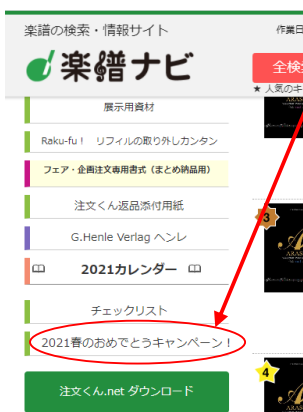 楽譜の検索・情報サイト
作業日
楽譜ナビ
全検
★ 人気のキ
展示用資材
Raku-fu！ リフィルの取り外しカンタン
フェア・企画注文専用書式（まとめ納品用）
注文くん返品添付用紙
3
G.Henle Verlag ヘンレ
2021カレンダー
チェックリスト
2021春のおめでとうキャンペーン！
4
注文くん.net ダウンロード